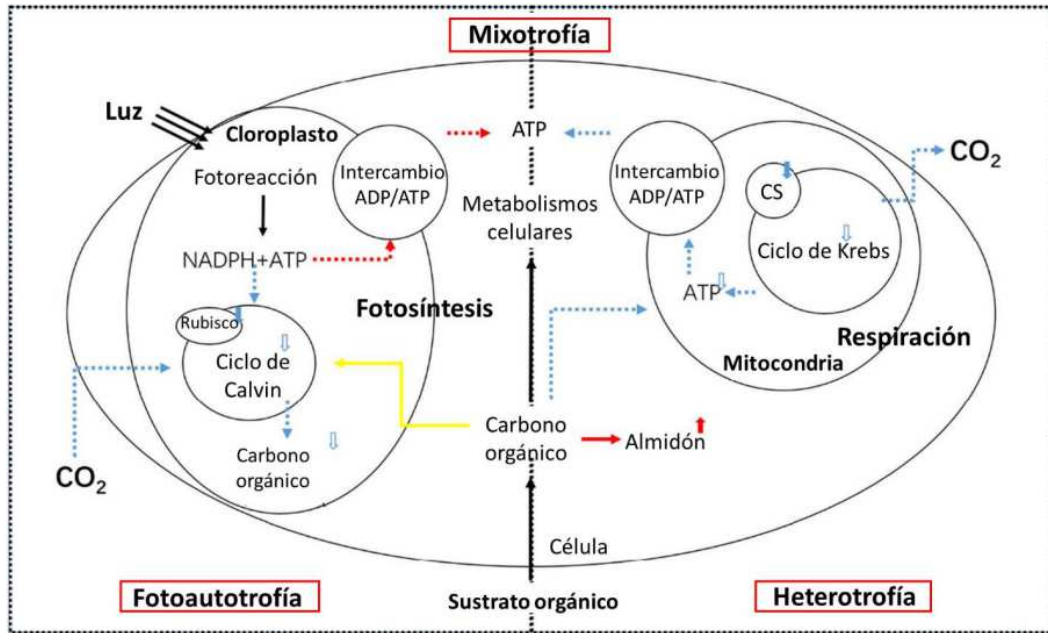 Mixotrofía
Luz
Cloroplasto
Fotoreacción
NADPH+ATP
Intercambio
ADP/ATP
Fotosíntesis
Rubisco
Ciclo de
Calvin
Carbono
orgánico
CO2
ATP
Metabolismos
celulares
Carbono
orgánico
Almidón
Célula
Sustrato orgánico
Intercambio
ADP/ATP
CS
Ciclo de Krebs
ATP
Mitocondria
Respiración
CO2
Fotoautotrofía
Heterotrofía